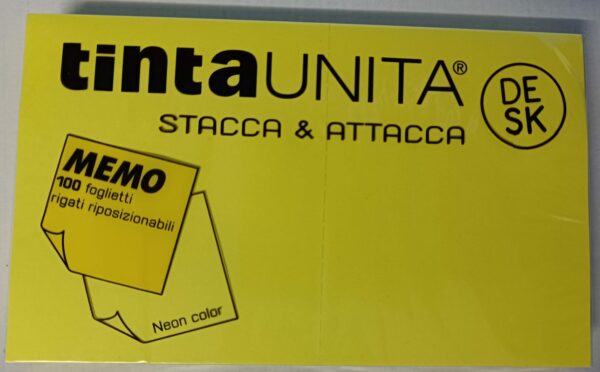 tintaUNITA®
DE
SK
STACCA & ATTACCA
MEMO
100 foglietti
rigati riposizionabili
Neon color